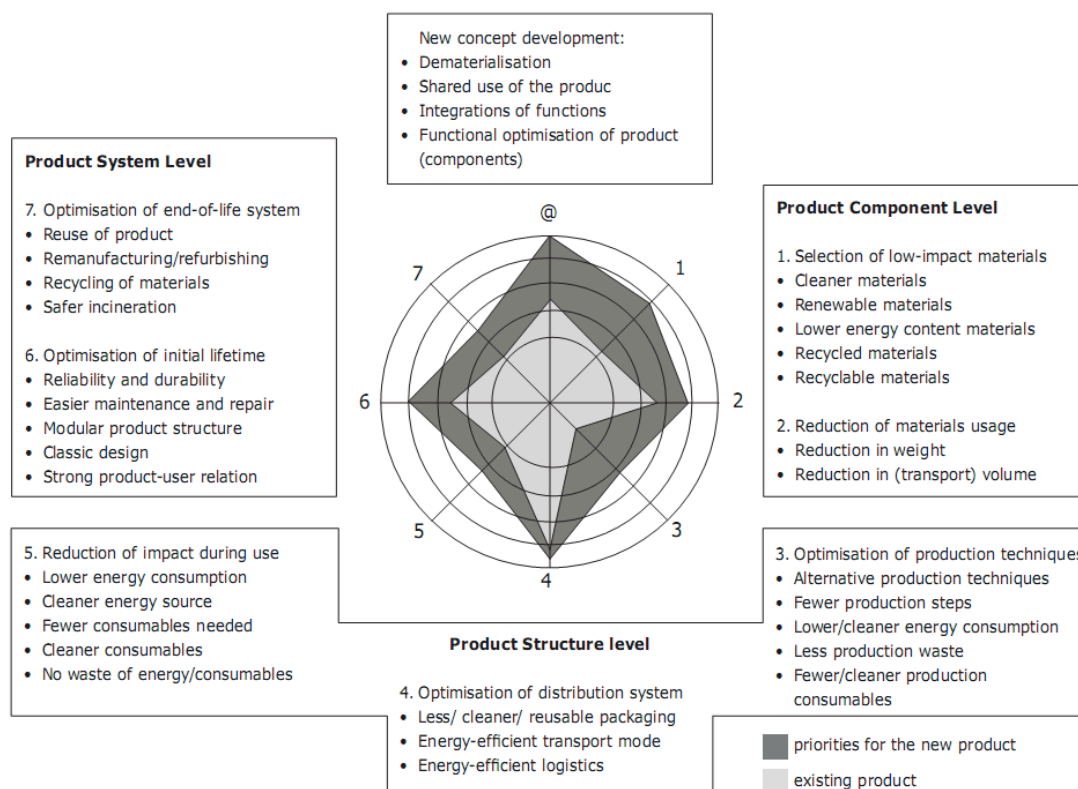 New concept development:
• Dematerialisation
• Shared use of the produc
• Integrations of functions
• Functional optimisation of product
(components)
Product System Level
7. Optimisation of end-of-life system
• Reuse of product
• Remanufacturing/refurbishing
• Recycling of materials
• Safer incineration
6. Optimisation of initial lifetime
• Reliability and durability
• Easier maintenance and repair
• Modular product structure
• Classic design
• Strong product-user relation
5. Reduction of impact during use
• Lower energy consumption
• Cleaner energy source
• Fewer consumables needed
• Cleaner consumables
• No waste of energy/consumables
@
1
2
3
4
5
6
7
Product Component Level
1. Selection of low-impact materials
• Cleaner materials
• Renewable materials
• Lower energy content materials
• Recycled materials
• Recyclable materials
2. Reduction of materials usage
• Reduction in weight
• Reduction in (transport) volume
3. Optimisation of production techniques
• Alternative production techniques
• Fewer production steps
• Lower/cleaner energy consumption
• Less production waste
• Fewer/cleaner production
consumables
Product Structure level
4. Optimisation of distribution system
• Less/ cleaner/ reusable packaging
• Energy-efficient transport mode
• Energy-efficient logistics
priorities for the new product
existing product